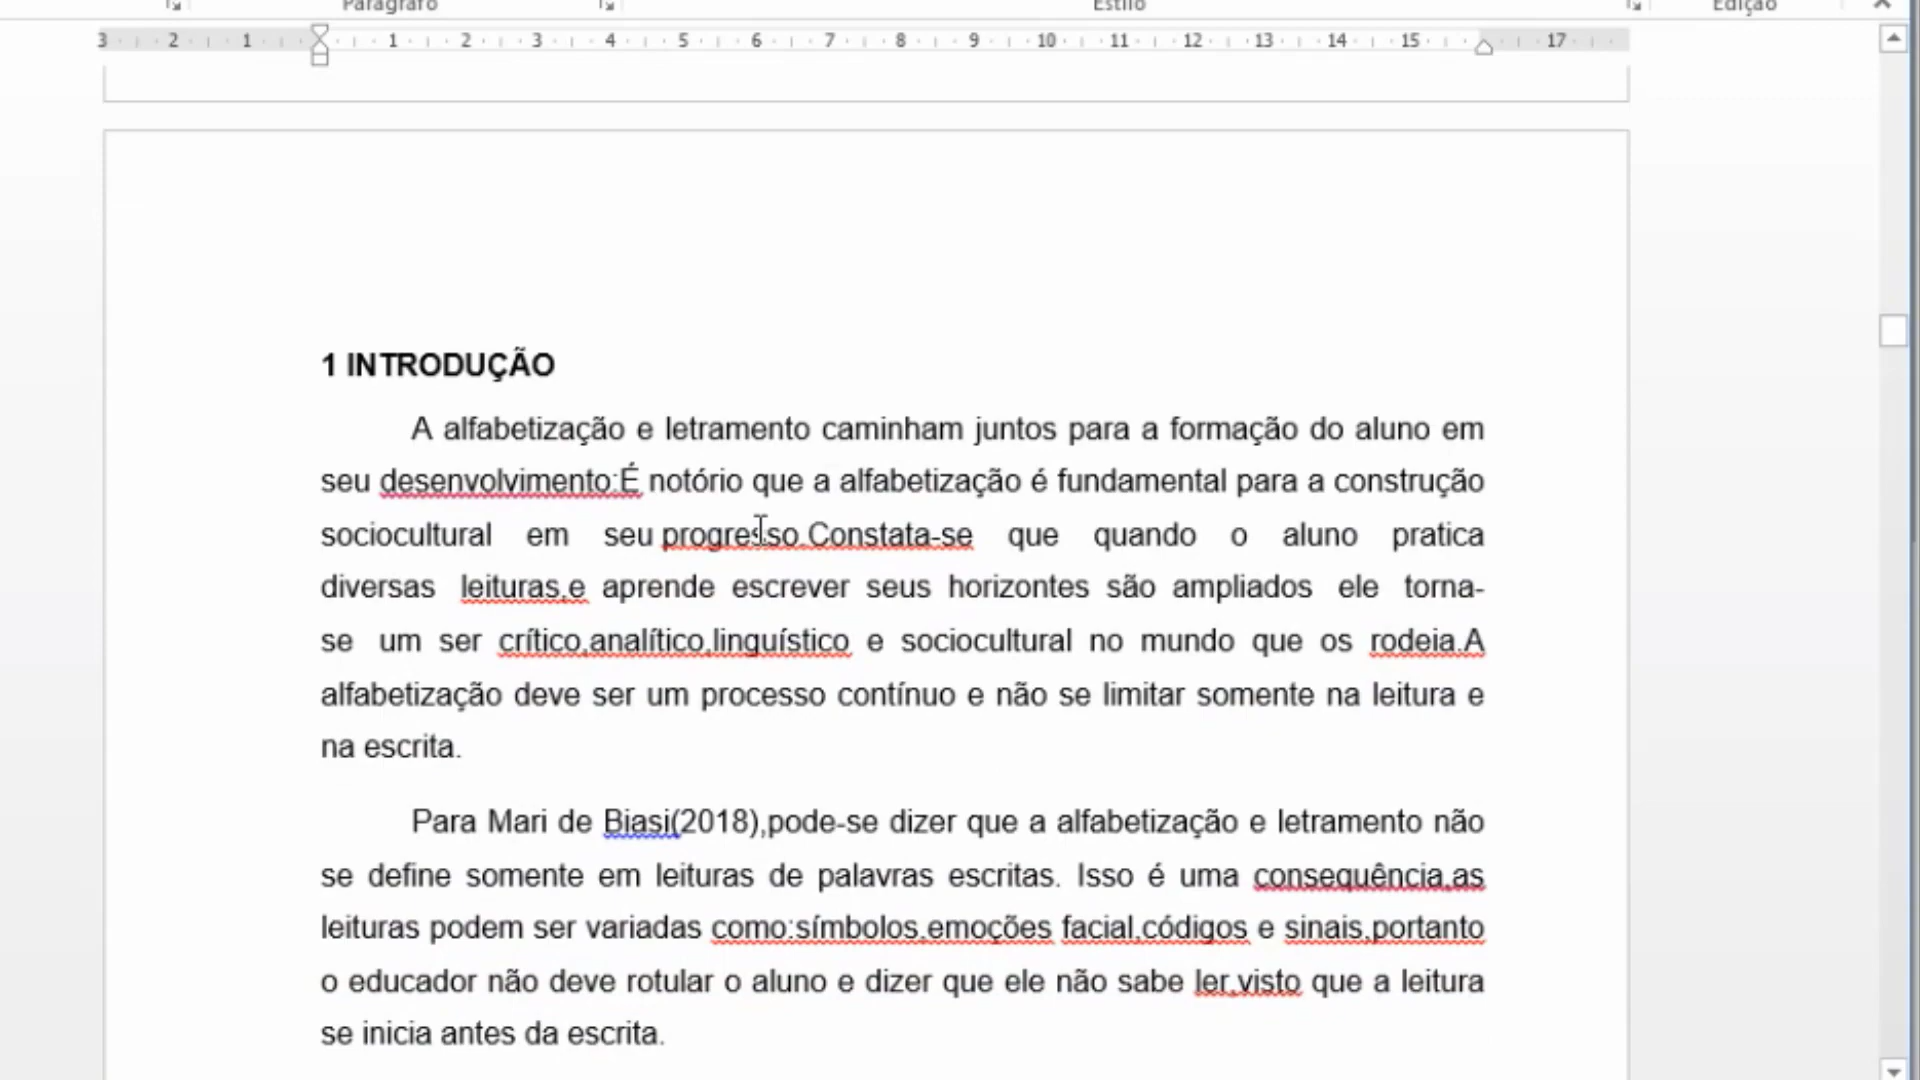 Parágrafo Estilo Edição
3 2 1 1 2 3 4 5 6 7 8 9 10 11 12 13 14 15 17
1 INTRODUÇÃO
A alfabetização e letramento caminham juntos para a formação do aluno em
seu desenvolvimento:É notório que a alfabetização é fundamental para a construção
sociocultural em seu progresso.Constata-se que quando o aluno pratica
diversas leituras,e aprende escrever seus horizontes são ampliados ele torna-
se um ser crítico,analítico,linguístico e sociocultural no mundo que os rodeia.A
alfabetização deve ser um processo contínuo e não se limitar somente na leitura e
na escrita.
Para Mari de Biasi(2018),pode-se dizer que a alfabetização e letramento não
se define somente em leituras de palavras escritas. Isso é uma consequência,as
leituras podem ser variadas como:símbolos,emoções facial,códigos e sinais,portanto
o educador não deve rotular o aluno e dizer que ele não sabe ler,visto que a leitura
se inicia antes da escrita.